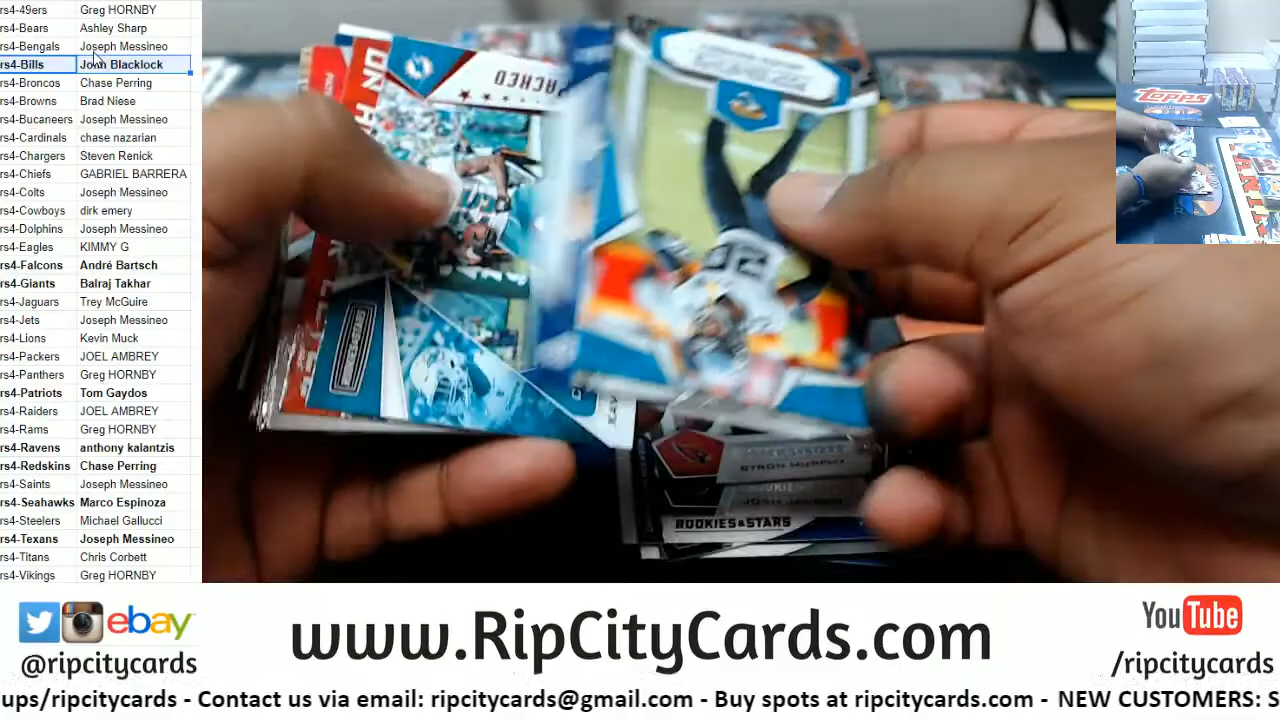 rs4-49ers Greg HORNBY
rs4-Bears Ashley Sharp
rs4-Bengals Joseph Messineo
rs4-Bills John Blacklock
rs4-Broncos Chase Perring
rs4-Browns Brad Niese
rs4-Bucaneers Joseph Messineo
rs4-Cardinals chase nazarian
rs4-Chargers Steven Renick
rs4-Chiefs GABRIEL BARRERA
rs4-Colts Joseph Messineo
rs4-Cowboys dirk emery
rs4-Dolphins Joseph Messineo
rs4-Eagles KIMMY G
rs4-Falcons André Bartsch
rs4-Giants Balraj Takhar
rs4-Jaguars Trey McGuire
rs4-Jets Joseph Messineo
rs4-Lions Kevin Muck
rs4-Packers JOEL AMBREY
rs4-Panthers Greg HORNBY
rs4-Patriots Tom Gaydos
rs4-Raiders JOEL AMBREY
rs4-Rams Greg HORNBY
rs4-Ravens anthony kalantzis
rs4-Redskins Chase Perring
rs4-Saints Joseph Messineo
rs4-Seahawks Marco Espinoza
rs4-Steelers Michael Gallucci
rs4-Texans Joseph Messineo
rs4-Titans Chris Corbett
rs4-Vikings Greg HORNBY
ON
BYRON MURPHY
ROOKIES & STARS
Topps
ebay
@ripcitycards
www.RipCityCards.com
YouTube
/ripcitycards
ups/ripcitycards - Contact us via email: ripcitycards@gmail.com - Buy spots at ripcitycards.com - NEW CUSTOMERS: S